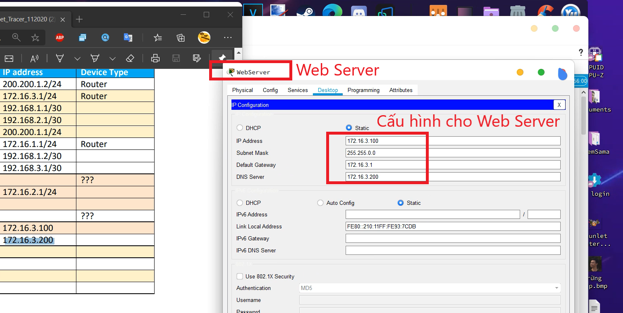 et_Tracer_112020 (2)
ABP
IP address Device Type
200.200.1.2/24 Router
172.16.3.1/24 Router
192.168.1.1/30
192.168.2.1/30
200.200.1.1/24
172.16.1.1/24 Router
192.168.1.2/30
192.168.3.1/30
???
172.16.2.1/24
???
172.16.3.100
172.16.3.200
?
WebServer
Web Server
Physical Config Services Desktop Programming Attributes
IP Configuration X
Cấu hình cho Web Server
DHCP Static
IP Address 172.16.3.100
Subnet Mask 255.255.0.0
Default Gateway 172.16.3.1
DNS Server 172.16.3.200
DHCP Auto Config Static
IPv6 Address /
Link Local Address FE80::210:11FF:FE93:7CDB
IPv6 Gateway
IPv6 DNS Server
Use 802.1X Security
Authentication MD5
Username
Password
PUID
PU-Z
uments
emSama
login
unlet
ter...
ừng
p.bmp